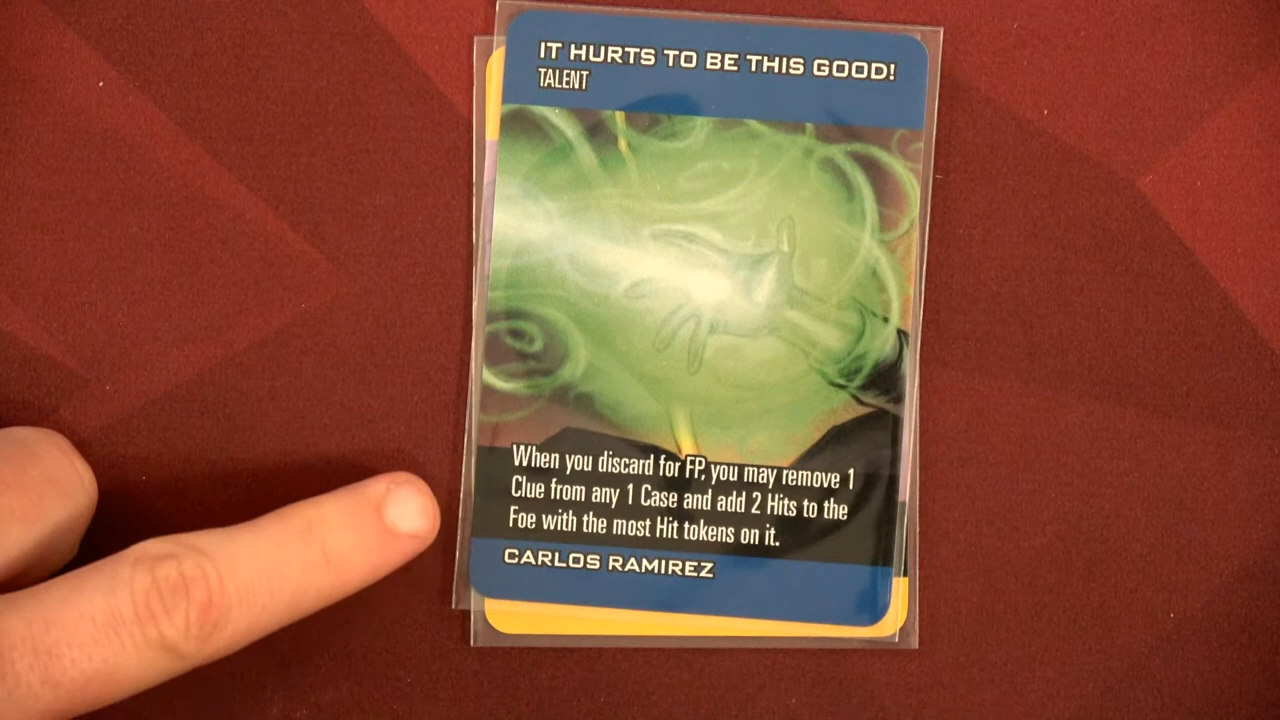 IT HURTS TO BE THIS GOOD!
TALENT
When you discard for FP, you may remove 1
Clue from any 1 Case and add 2 Hits to the
Foe with the most Hit tokens on it.
CARLOS RAMIREZ